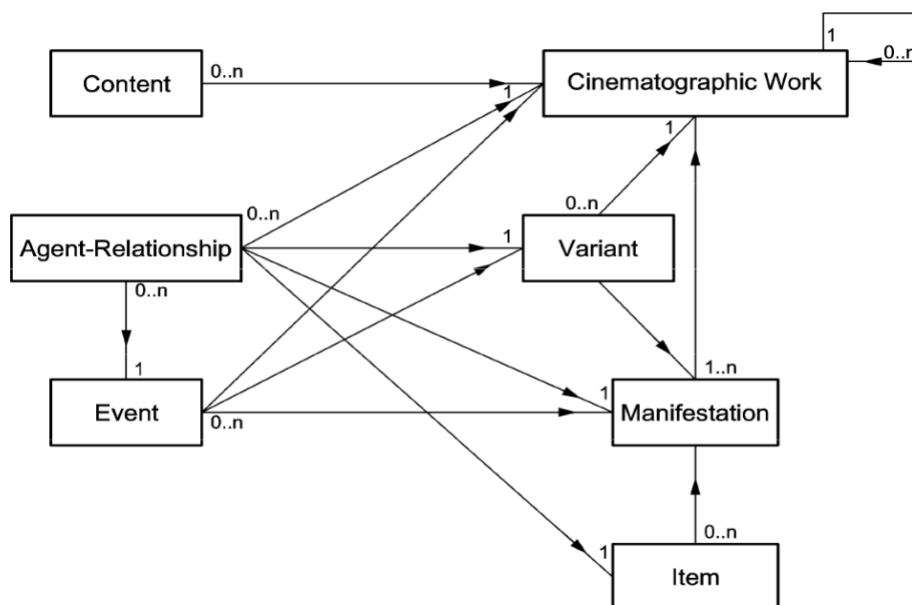 1
0..n
0..n
Content
Cinematographic Work
1
1
0..n
0..n
Agent-Relationship
1
Variant
0..n
1
1..n
Event
1
Manifestation
0..n
0..n
1
Item